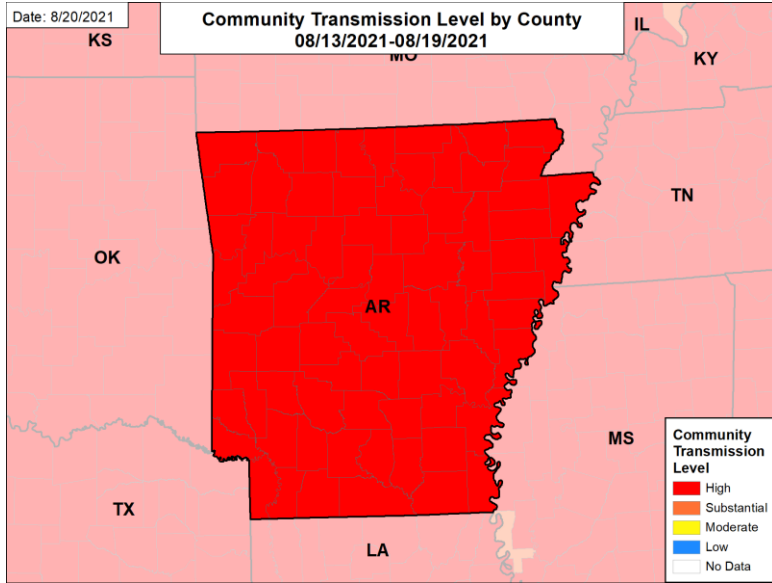 Date: 8/20/2021
Community Transmission Level by County
08/13/2021-08/19/2021
KS
MO
IL
KY
TN
OK
AR
MS
TX
LA
Community
Transmission
Level
High
Substantial
Moderate
Low
No Data